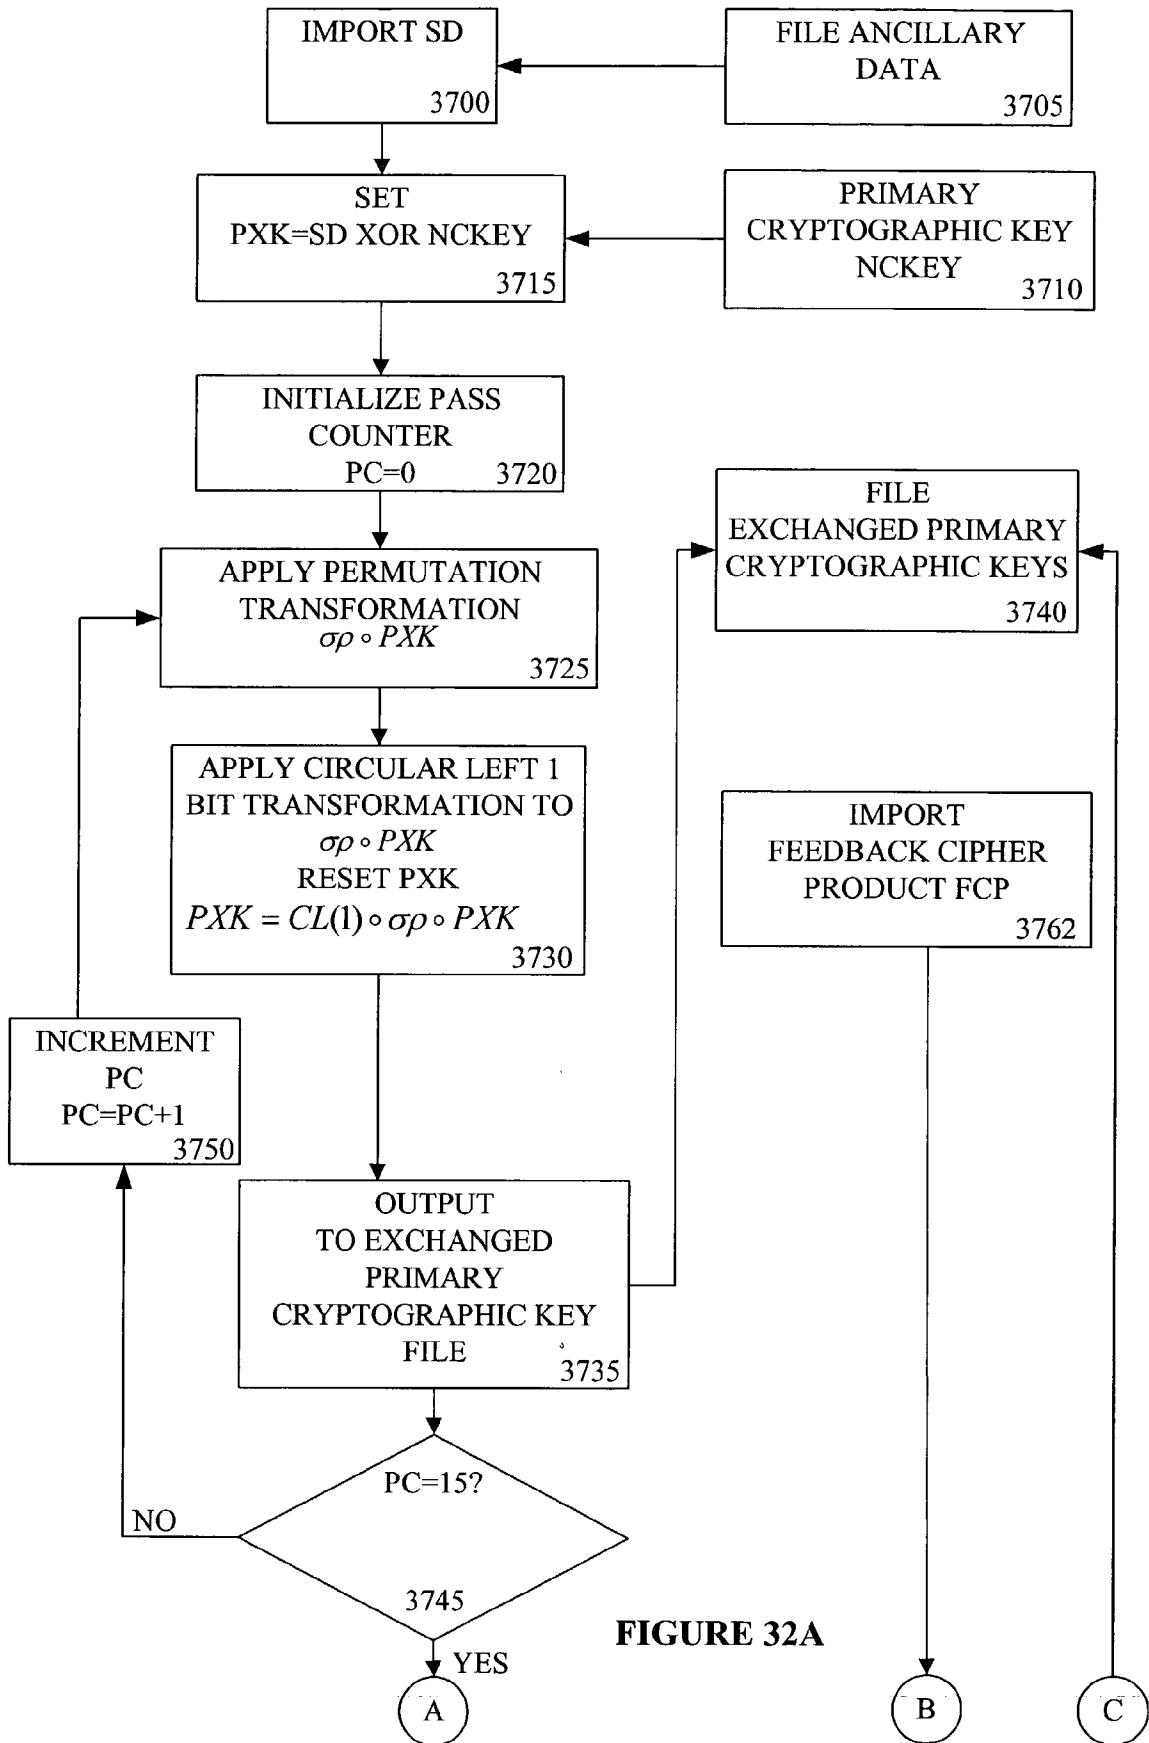 IMPORT SD
3700
FILE ANCILLARY
DATA
3705
SET
PXK=SD XOR NCKEY
3715
PRIMARY
CRYPTOGRAPHIC KEY
NCKEY
3710
INITIALIZE PASS
COUNTER
PC=0
3720
FILE
EXCHANGED PRIMARY
CRYPTOGRAPHIC KEYS
3740
APPLY PERMUTATION
TRANSFORMATION
σρ ∘ PXK
3725
APPLY CIRCULAR LEFT 1
BIT TRANSFORMATION TO
σρ ∘ PXK
RESET PXK
PXK = CL(1) ∘ σρ ∘ PXK
3730
IMPORT
FEEDBACK CIPHER
PRODUCT FCP
3762
INCREMENT
PC
PC=PC+1
3750
OUTPUT
TO EXCHANGED
PRIMARY
CRYPTOGRAPHIC KEY
FILE
3735
PC=15?
NO
3745
YES
FIGURE 32A
A
B
C